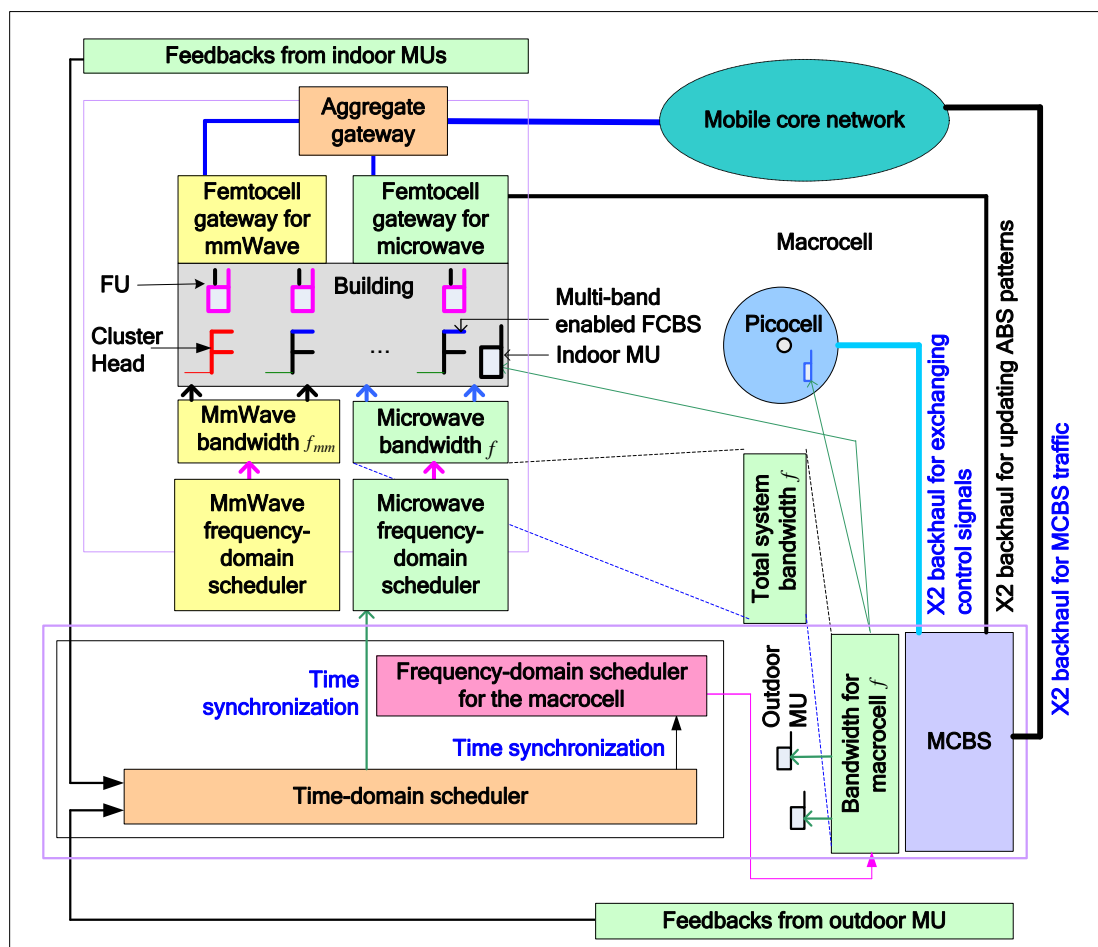 Feedbacks from indoor MUs
Aggregate
gateway
Mobile core network
Femtocell
gateway for
mmWave
Femtocell
gateway for
microwave
Macrocell
FU
Building
Cluster
Head
...
Multi-band
enabled FCBS
Indoor MU
Picocell
MmWave
bandwidth fmm
Microwave
bandwidth f
MmWave
frequency-
domain
scheduler
Microwave
frequency-
domain
scheduler
Total system
bandwidth f
X2 backhaul for exchanging
control signals
X2 backhaul for updating ABS patterns
X2 backhaul for MCBS traffic
Time
synchronization
Frequency-domain scheduler
for the macrocell
Time synchronization
Outdoor
MU
Bandwidth for
macrocell f
MCBS
Time-domain scheduler
Feedbacks from outdoor MU